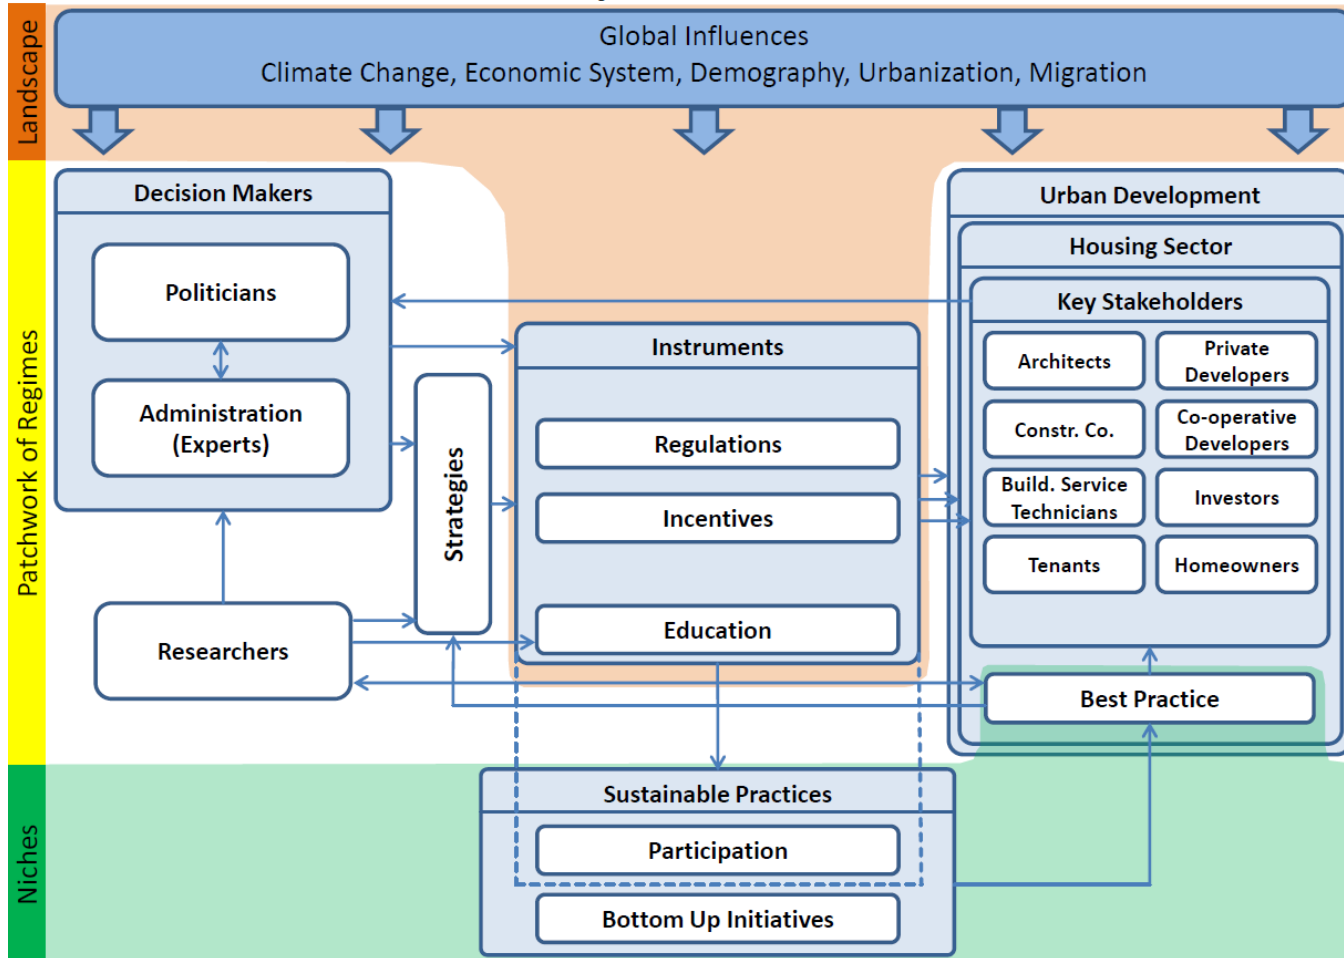 Landscape
Global Influences
Climate Change, Economic System, Demography, Urbanization, Migration
Patchwork of Regimes
Decision Makers
Politicians
Administration
(Experts)
Researchers
Strategies
Instruments
Regulations
Incentives
Education
Urban Development
Housing Sector
Key Stakeholders
Architects
Private
Developers
Constr. Co.
Co-operative
Developers
Build. Service
Technicians
Investors
Tenants
Homeowners
Best Practice
Niches
Sustainable Practices
Participation
Bottom Up Initiatives